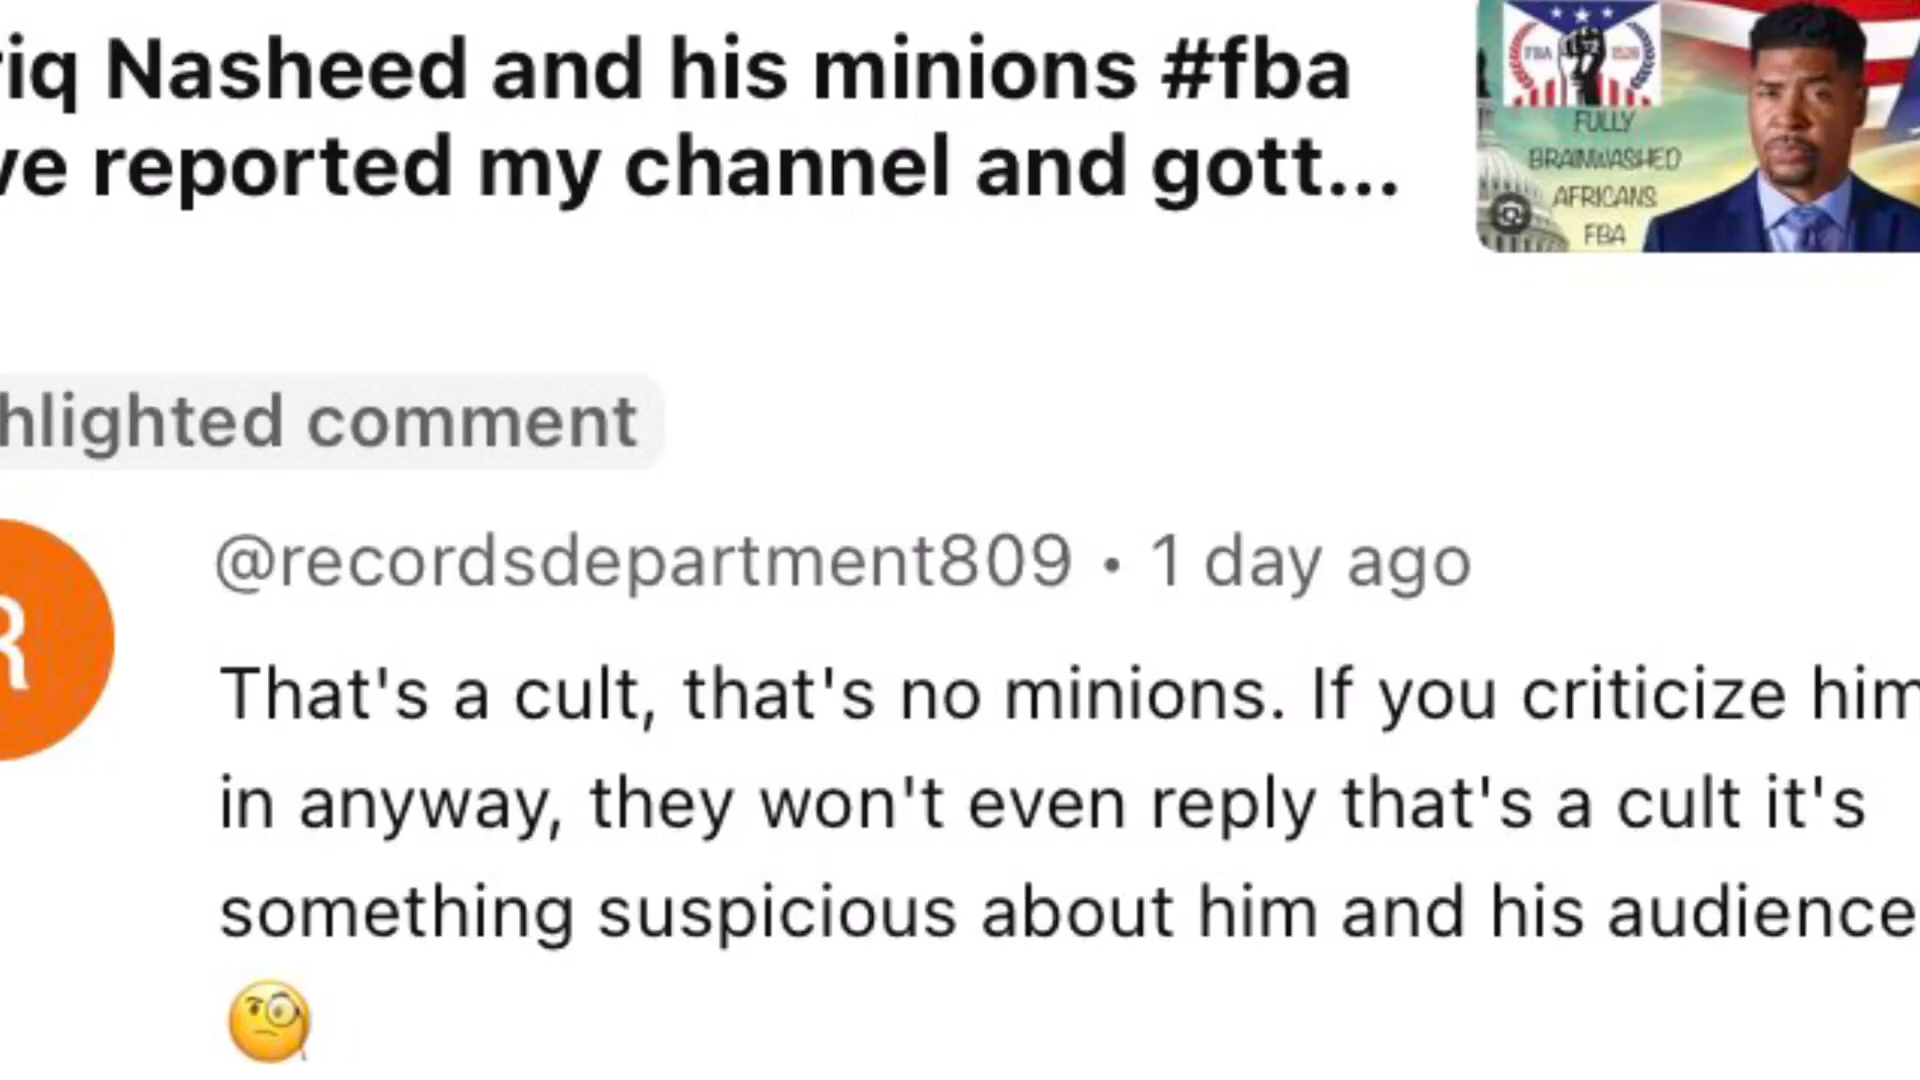 riq Nasheed and his minions #fba
ve reported my channel and gott...
FBA
FULLY
BRAINWASHED
AFRICANS
FBA
hlighted comment
R
@recordsdepartment809 • 1 day ago
That's a cult, that's no minions. If you criticize him
in anyway, they won't even reply that's a cult it's
something suspicious about him and his audience